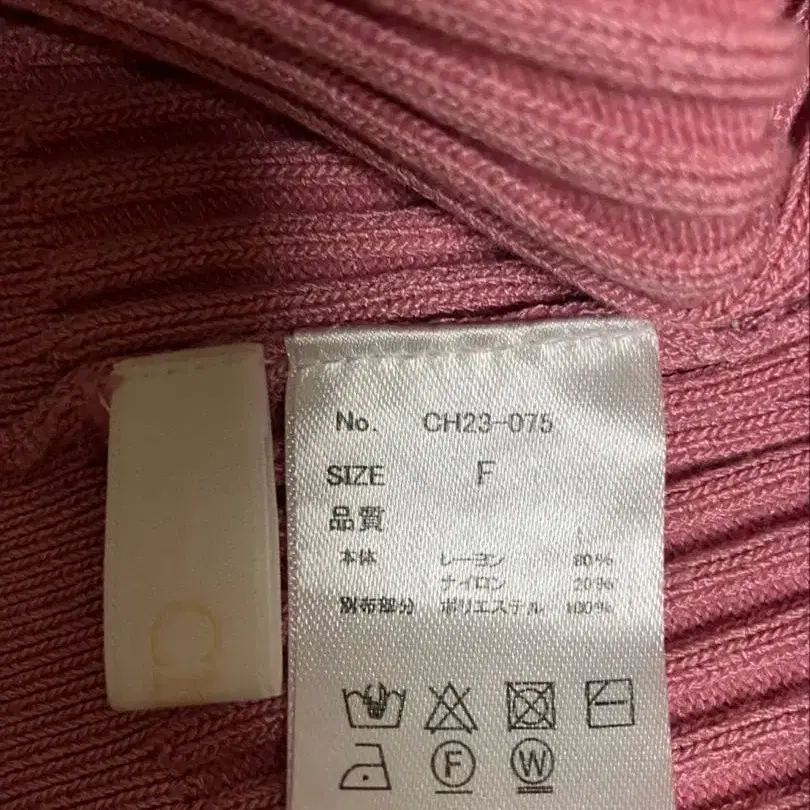 No. CH23-075
SIZE F
品質
本体 レーヨン 80%
ナイロン 20%
別布部分 ポリエステル 100%
F W